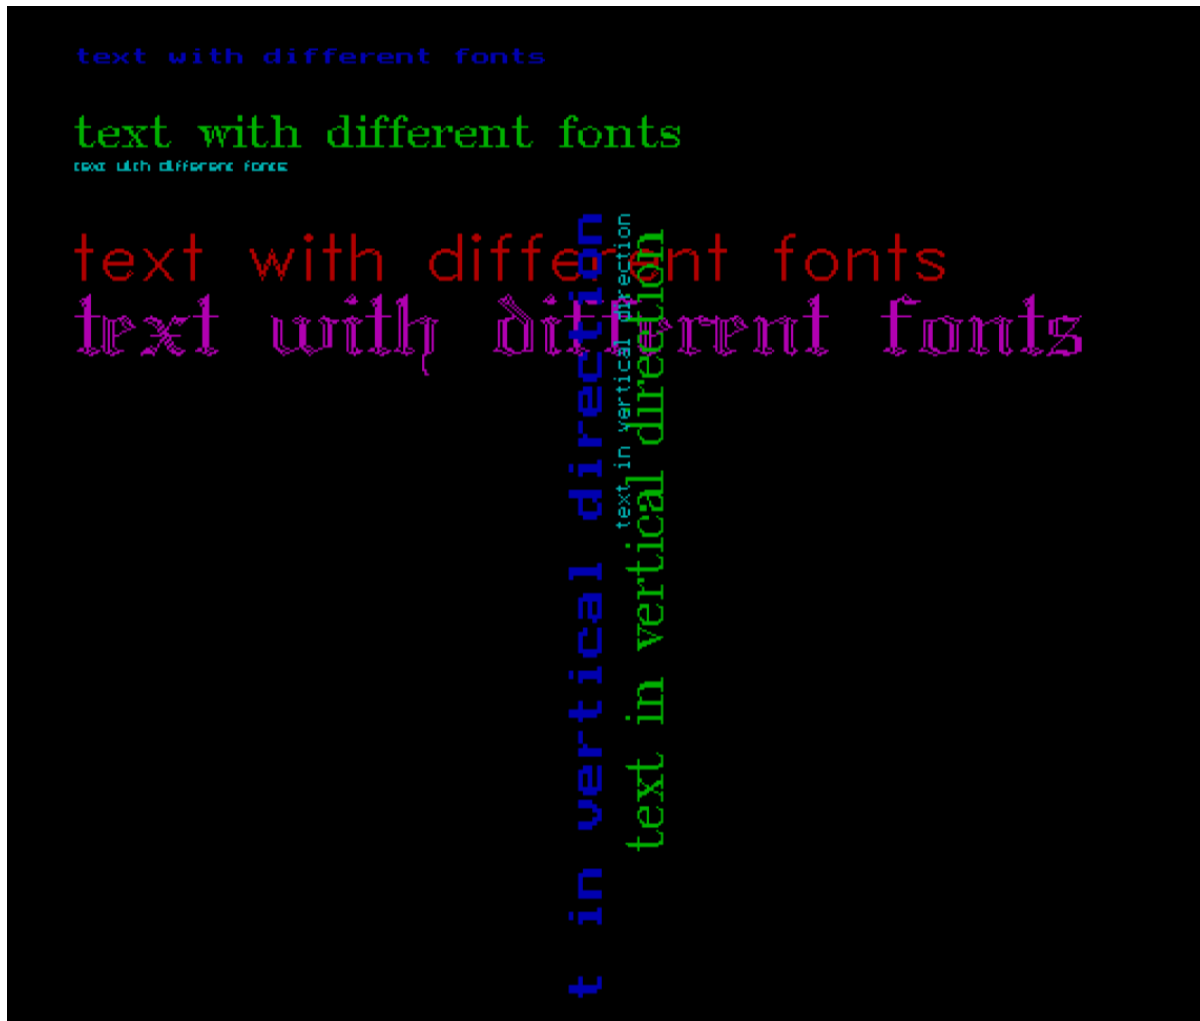 text with different fonts
text with different fonts
text with different fonts
text with different fonts
text with different fonts
t in vertical direction
text in vertical direction
text in vertical direction